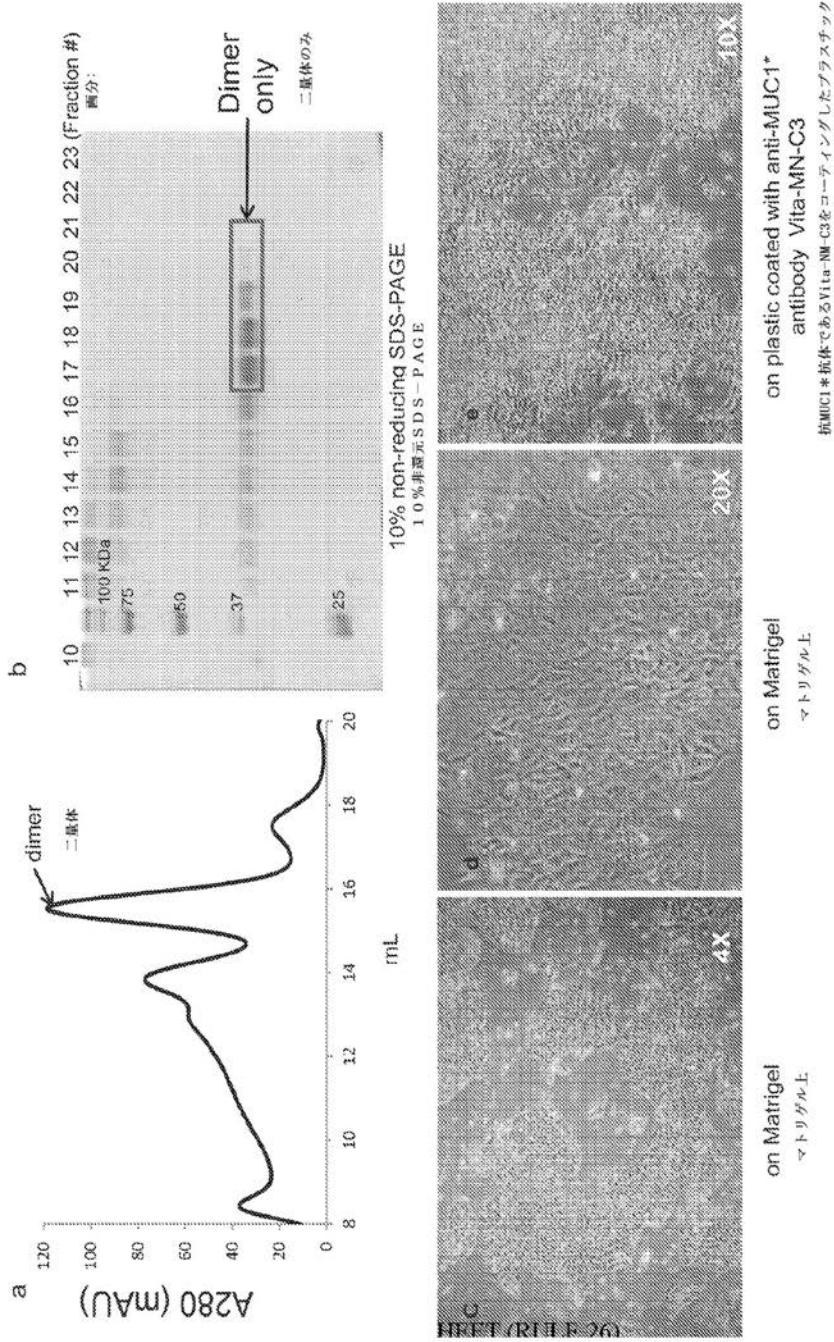 a
120
100
80
60
40
20
0
A280 (mAU)
8
10
12
14
16
18
20
mL
dimer
二量体
b
10 11 12 13 14 15 16 17 18 19 20 21 22 23 (Fraction #)
画分:
100 KDa
75
50
37
25
Dimer
only
二量体のみ
10% non-reducing SDS-PAGE
10%非還元SDS-PAGE
C
4X
on Matrigel
マトリゲル上
d
20X
on Matrigel
マトリゲル上
e
10X
on plastic coated with anti-MUC1*
antibody Vita-MN-C3
抗MUC1*抗体であるVita-NM-C3をコーティングしたプラスチック
HEET (RULE 26)